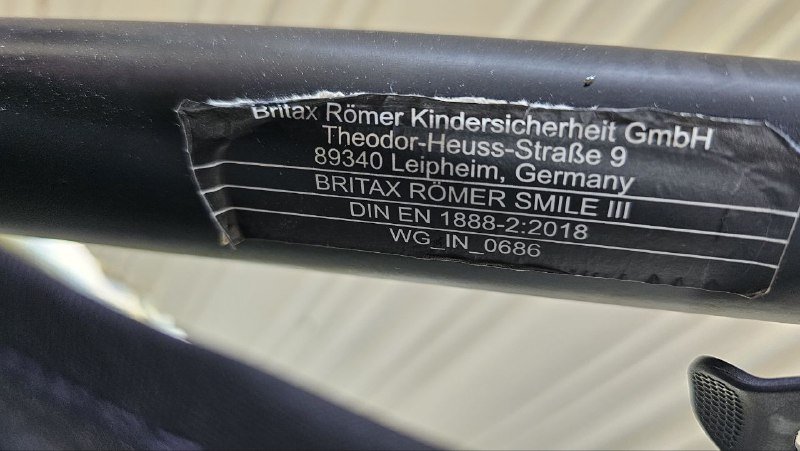 Britax Römer Kindersicherheit GmbH
Theodor-Heuss-Straße 9
89340 Leipheim, Germany
BRITAX RÖMER SMILE III
DIN EN 1888-2:2018
WG_IN_0686